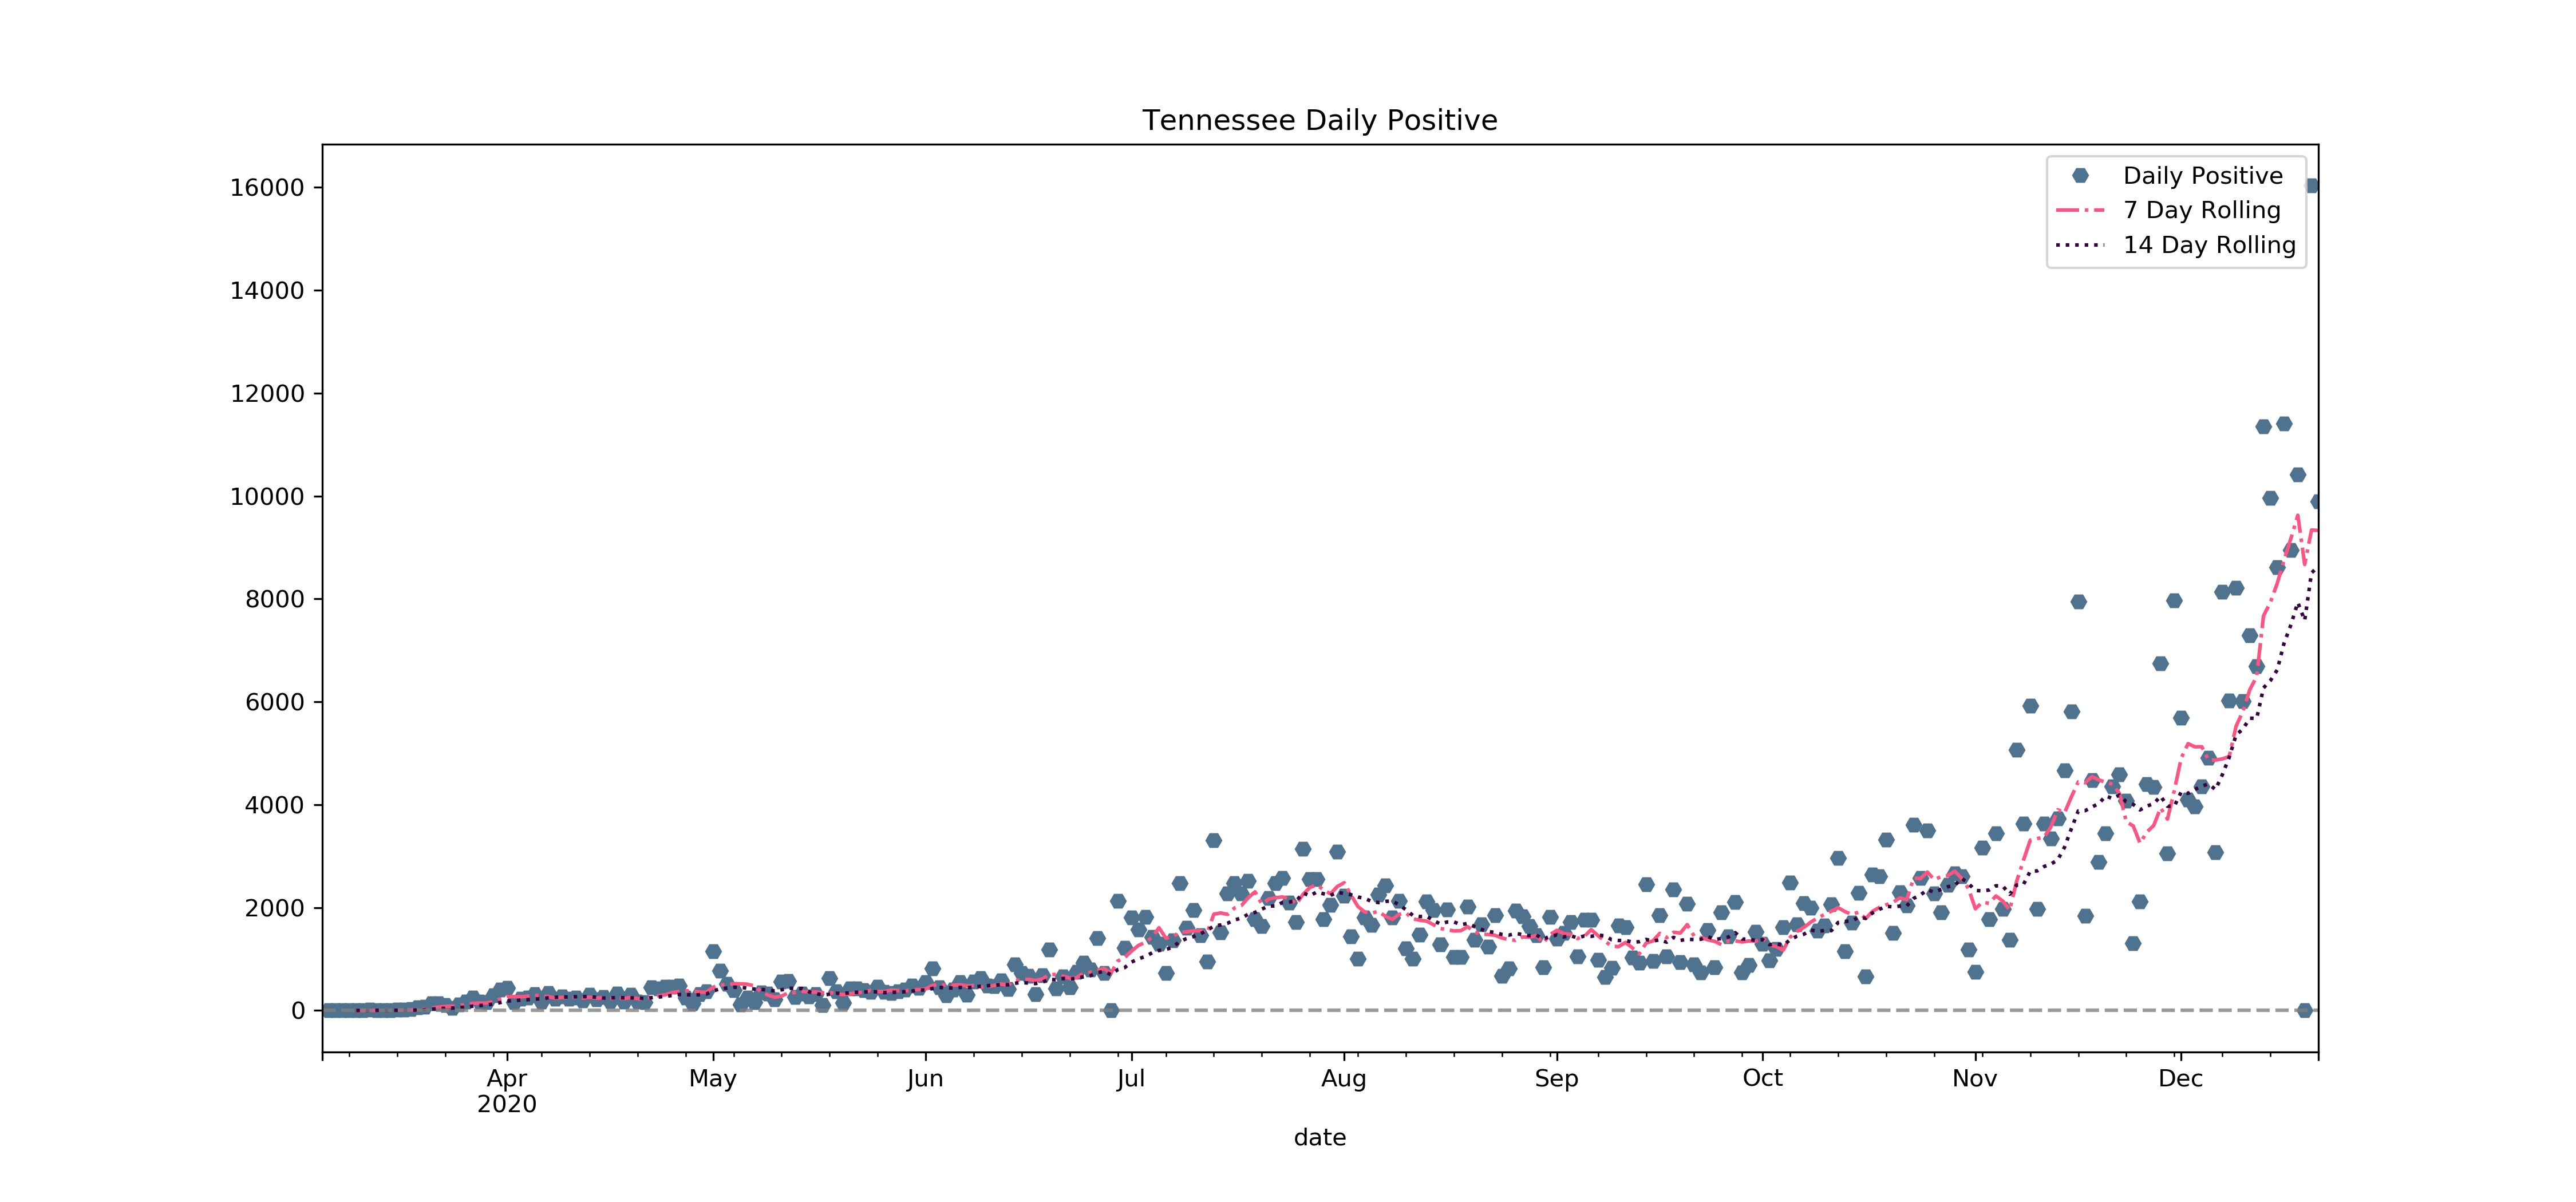 Tennessee Daily Positive
16000
14000
12000
10000
8000
6000
4000
2000
0
Daily Positive
7 Day Rolling
14 Day Rolling
Apr May Jun Jul Aug Sep Oct Nov Dec
2020
date